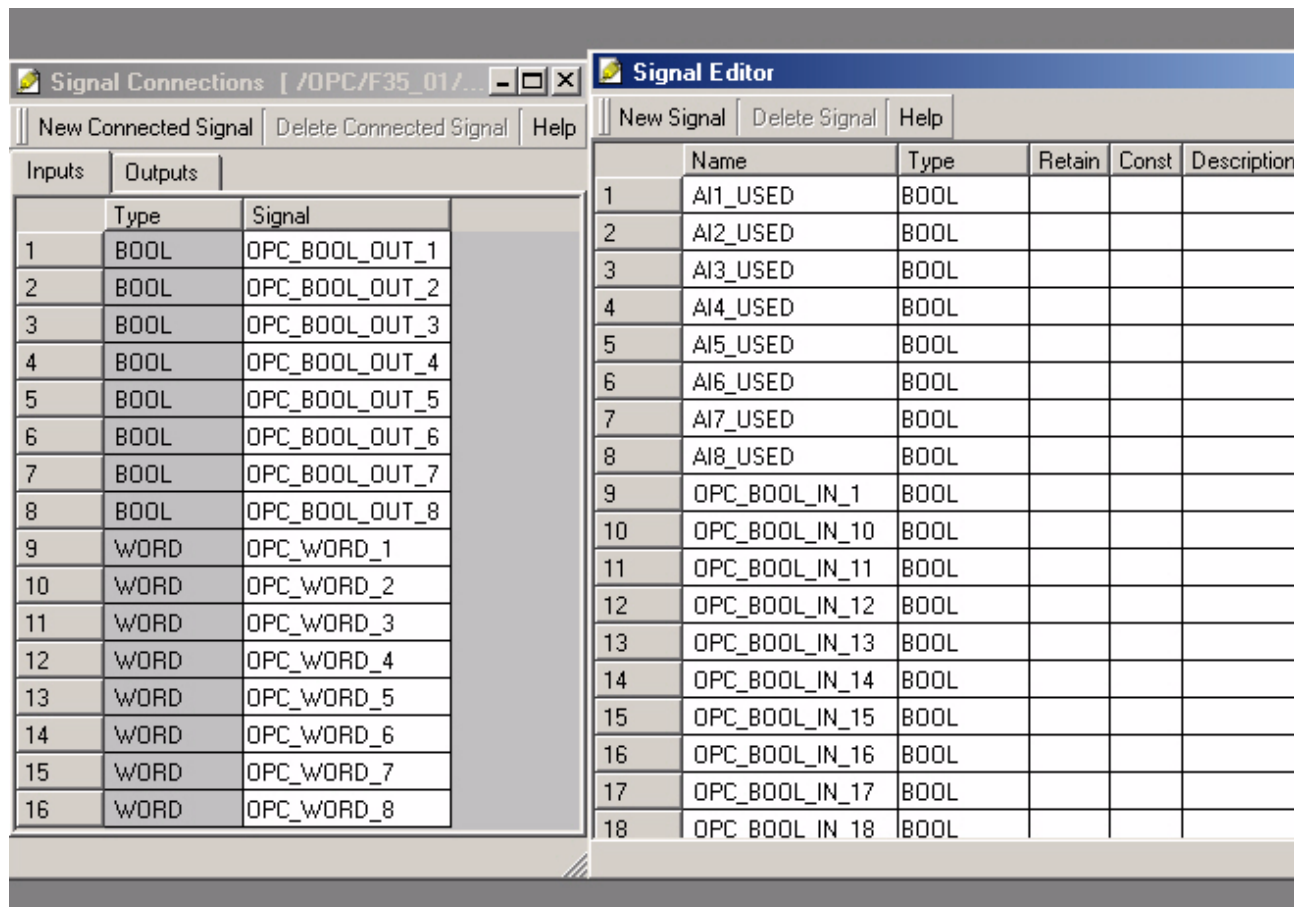 Signal Connections [ /OPC/F35_01/...
New Connected Signal Delete Connected Signal Help
Inputs Outputs
Type Signal
1 BOOL OPC_BOOL_OUT_1
2 BOOL OPC_BOOL_OUT_2
3 BOOL OPC_BOOL_OUT_3
4 BOOL OPC_BOOL_OUT_4
5 BOOL OPC_BOOL_OUT_5
6 BOOL OPC_BOOL_OUT_6
7 BOOL OPC_BOOL_OUT_7
8 BOOL OPC_BOOL_OUT_8
9 WORD OPC_WORD_1
10 WORD OPC_WORD_2
11 WORD OPC_WORD_3
12 WORD OPC_WORD_4
13 WORD OPC_WORD_5
14 WORD OPC_WORD_6
15 WORD OPC_WORD_7
16 WORD OPC_WORD_8
Signal Editor
New Signal Delete Signal Help
Name Type Retain Const Description
1 AI1_USED BOOL
2 AI2_USED BOOL
3 AI3_USED BOOL
4 AI4_USED BOOL
5 AI5_USED BOOL
6 AI6_USED BOOL
7 AI7_USED BOOL
8 AI8_USED BOOL
9 OPC_BOOL_IN_1 BOOL
10 OPC_BOOL_IN_10 BOOL
11 OPC_BOOL_IN_11 BOOL
12 OPC_BOOL_IN_12 BOOL
13 OPC_BOOL_IN_13 BOOL
14 OPC_BOOL_IN_14 BOOL
15 OPC_BOOL_IN_15 BOOL
16 OPC_BOOL_IN_16 BOOL
17 OPC_BOOL_IN_17 BOOL
18 OPC_BOOL_IN_18 BOOL